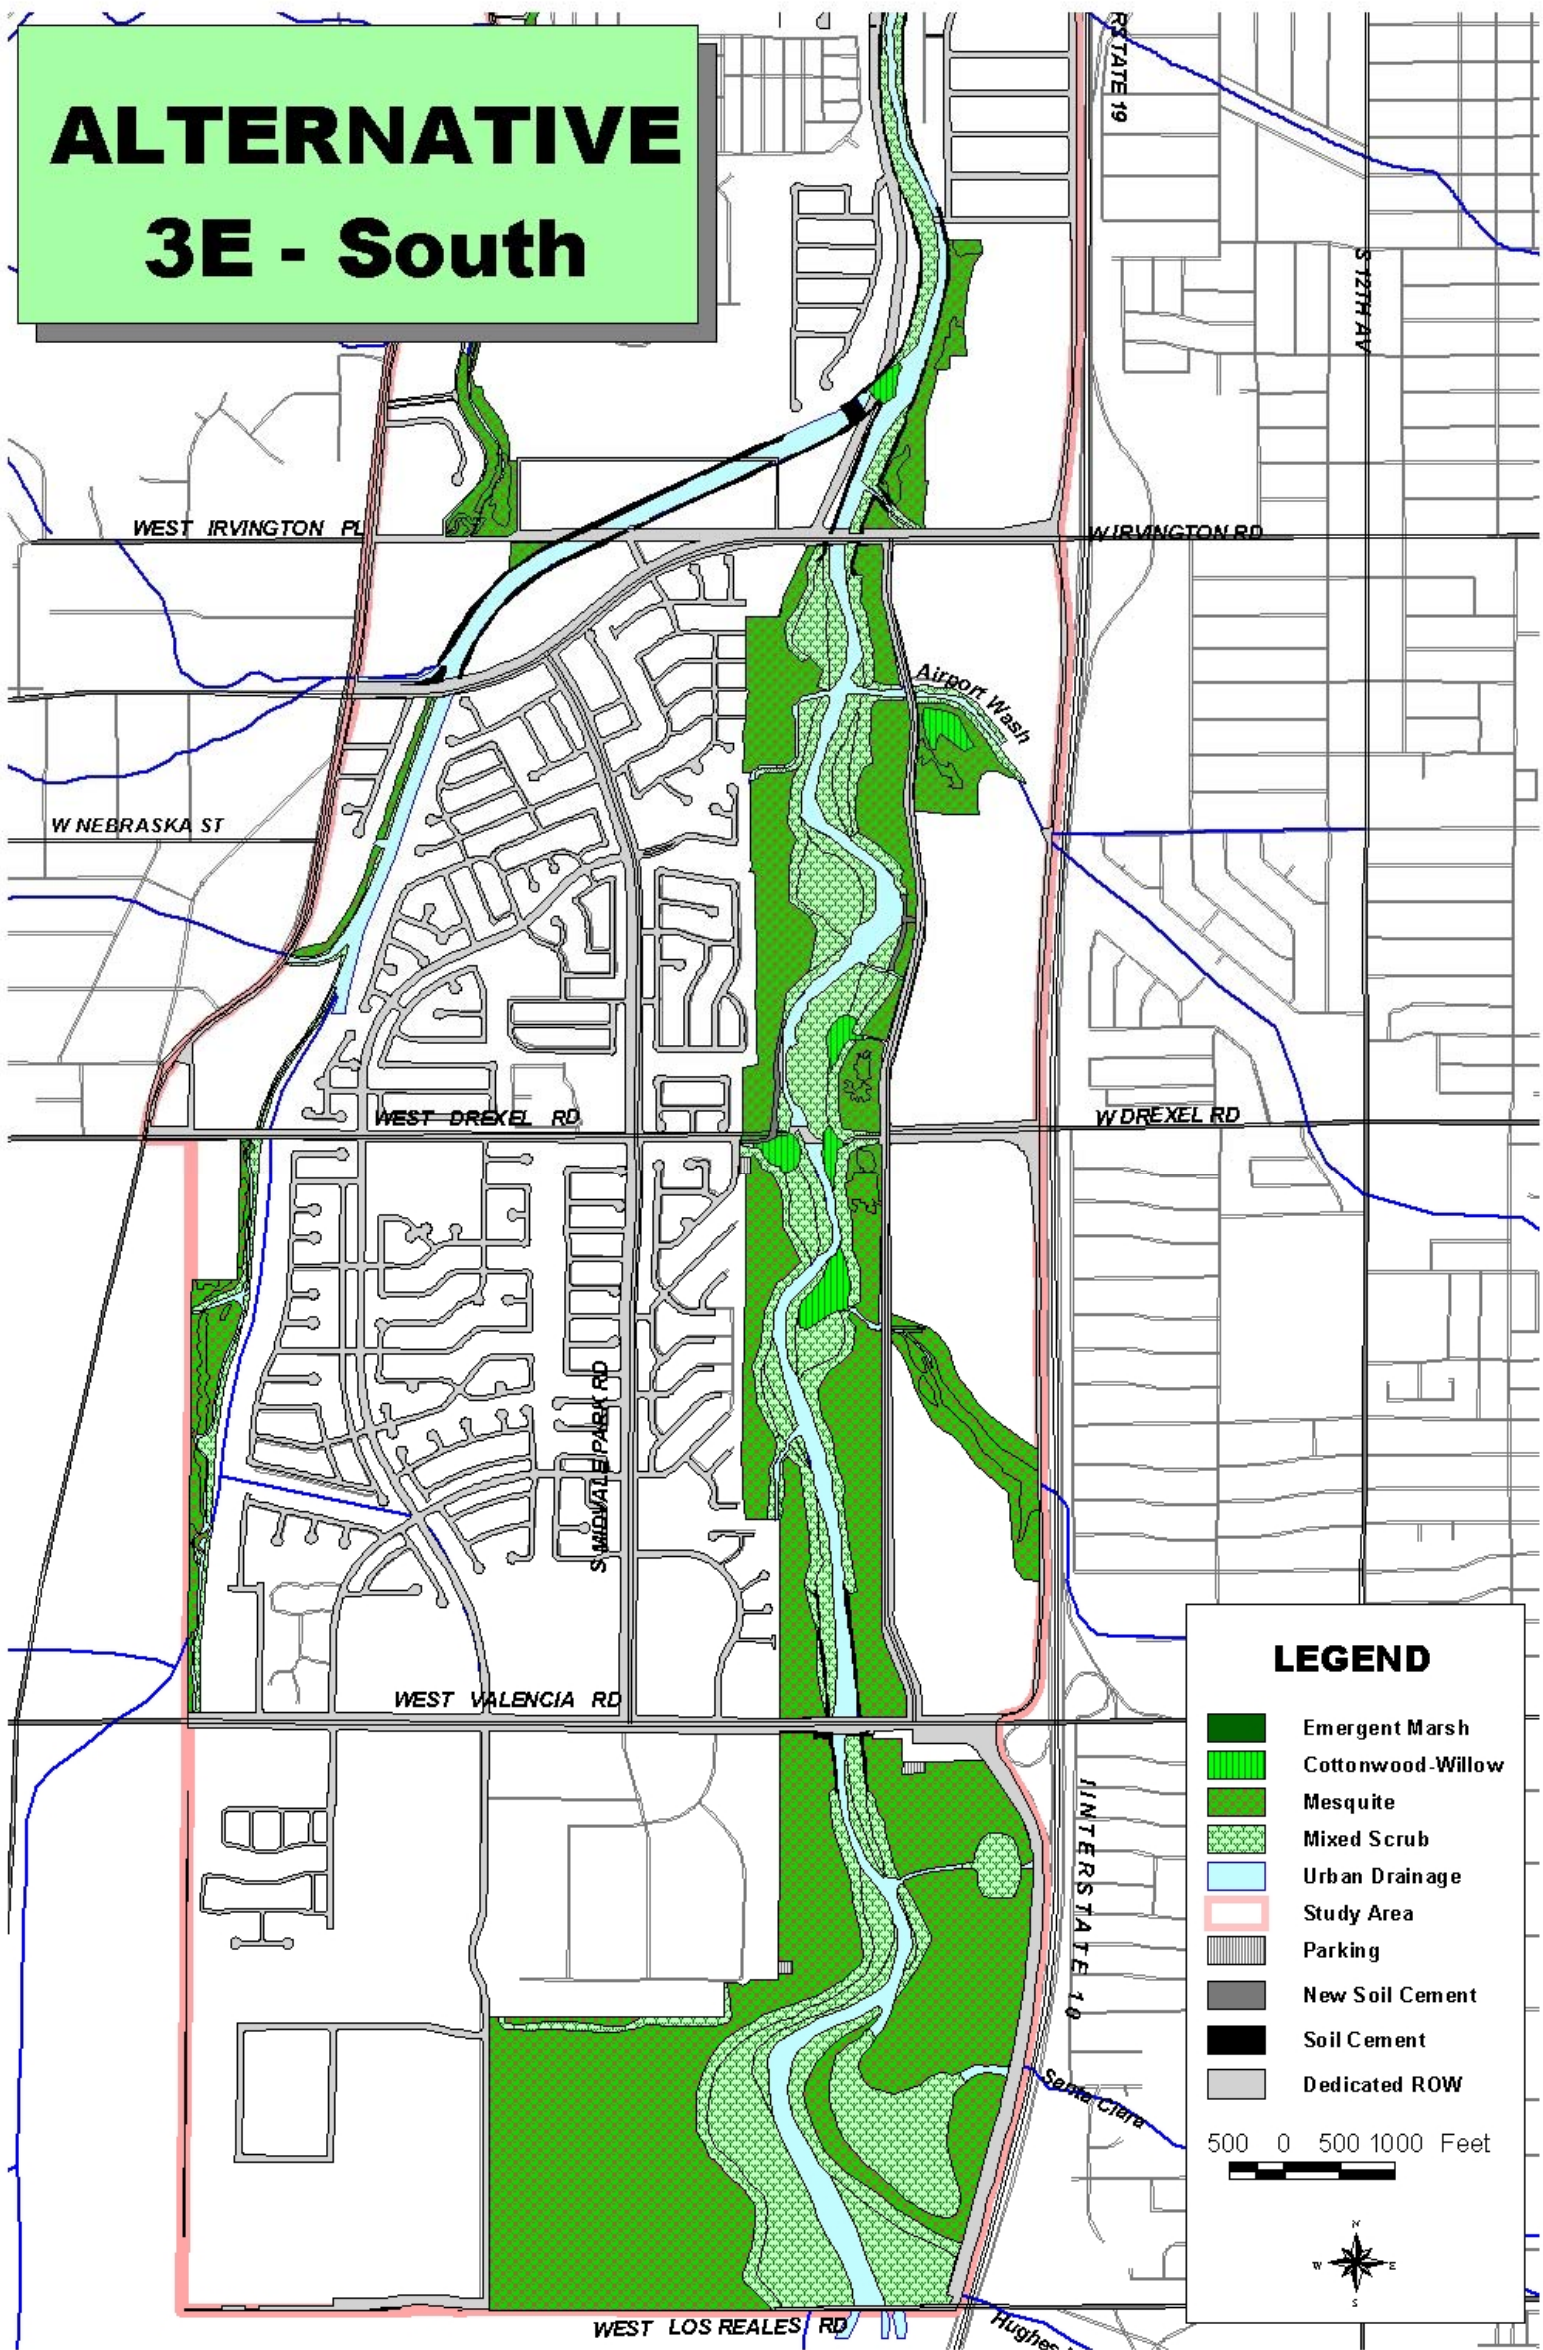 ALTERNATIVE
3E - South
RSTATE 19
S 12TH AV
WEST IRVINGTON PL
W IRVINGTON RD
Airport Wash
W NEBRASKA ST
WEST DREXEL RD
W DREXEL RD
S MIDVALE PARK RD
WEST VALENCIA RD
IINTERSTATE 19
Santa Clara
WEST LOS REALES RD
Hughes
LEGEND
Emergent Marsh
Cottonwood-Willow
Mesquite
Mixed Scrub
Urban Drainage
Study Area
Parking
New Soil Cement
Soil Cement
Dedicated ROW
500 0 500 1000 Feet
N
W E
S